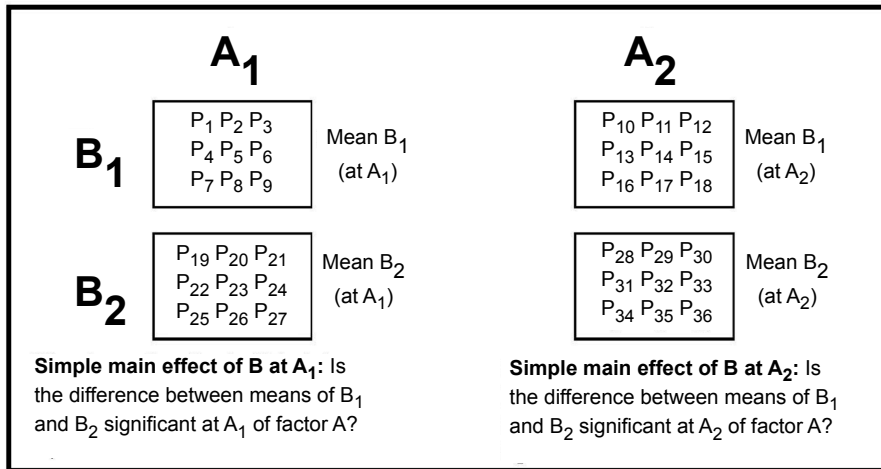 A₁ A₂
B₁
P₁ P₂ P₃
P₄ P₅ P₆
P₇ P₈ P₉
Mean B₁
(at A₁)
P₁₀ P₁₁ P₁₂
P₁₃ P₁₄ P₁₅
P₁₆ P₁₇ P₁₈
Mean B₁
(at A₂)
B₂
P₁₉ P₂₀ P₂₁
P₂₂ P₂₃ P₂₄
P₂₅ P₂₆ P₂₇
Mean B₂
(at A₁)
P₂₈ P₂₉ P₃₀
P₃₁ P₃₂ P₃₃
P₃₄ P₃₅ P₃₆
Mean B₂
(at A₂)
Simple main effect of B at A₁: Is
the difference between means of B₁
and B₂ significant at A₁ of factor A?
Simple main effect of B at A₂: Is
the difference between means of B₁
and B₂ significant at A₂ of factor A?